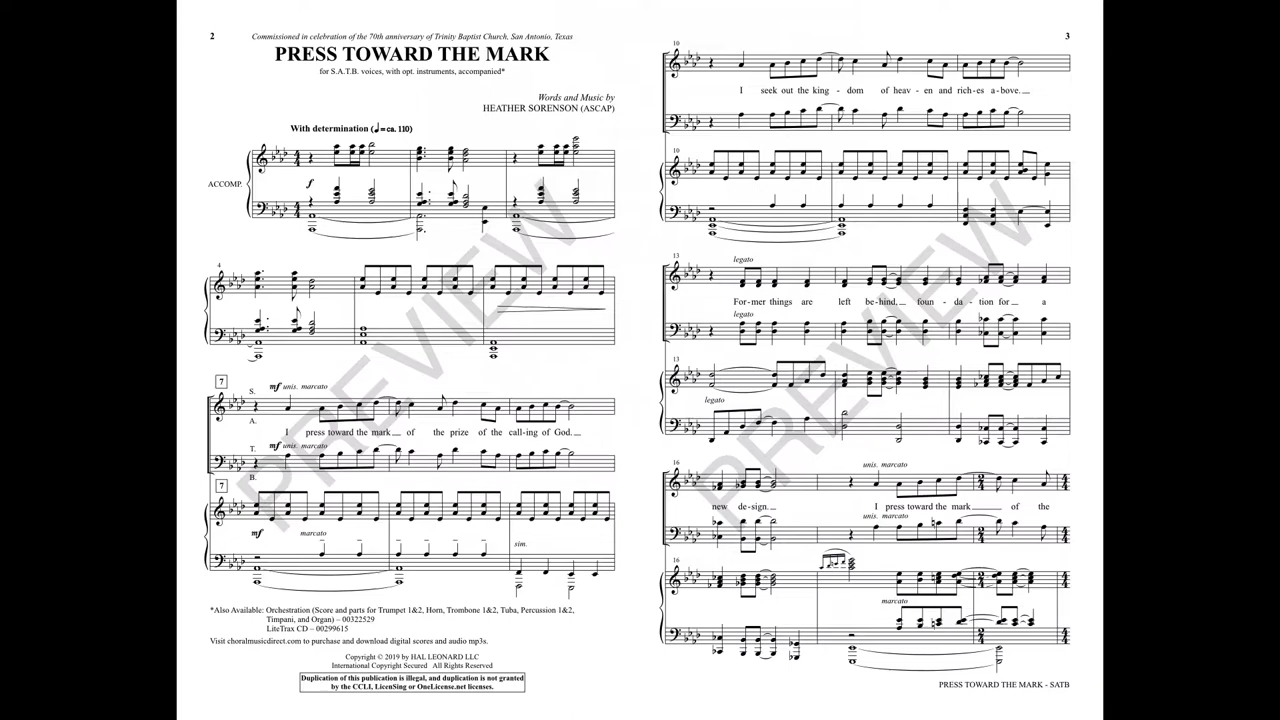 2
Commissioned in celebration of the 70th anniversary of Trinity Baptist Church, San Antonio, Texas
PRESS TOWARD THE MARK
for S.A.T.B. voices, with opt. instruments, accompanied*
Words and Music by
HEATHER SORENSON (ASCAP)
With determination (♩=ca. 110)
ACCOMP.
f
4
7
mf unis. marcato
S.
A.
I press toward the mark__ of the prize of the call-ing of God.__
mf unis. marcato
T.
B.
7
mf marcato
sim.
*Also Available: Orchestration (Score and parts for Trumpet 1&2, Horn, Trombone 1&2, Tuba, Percussion 1&2,
Timpani, and Organ) – 00322529
LiteTrax CD – 00299615
Visit choralmusicdirect.com to purchase and download digital scores and audio mp3s.
Copyright © 2019 by HAL LEONARD LLC
International Copyright Secured All Rights Reserved
Duplication of this publication is illegal, and duplication is not granted
by the CCLI, LicenSing or OneLicense.net licenses.
PREVIEW
3
10
I seek out the king - dom of heav - en and rich-es a-bove.__
10
13
legato
For-mer things are left be-hind,__ foun - da - tion for__ a
legato
13
legato
16
unis. marcato
new de-sign.__ I press toward the mark____ of the
unis. marcato
16
marcato
PRESS TOWARD THE MARK - SATB
PREVIEW